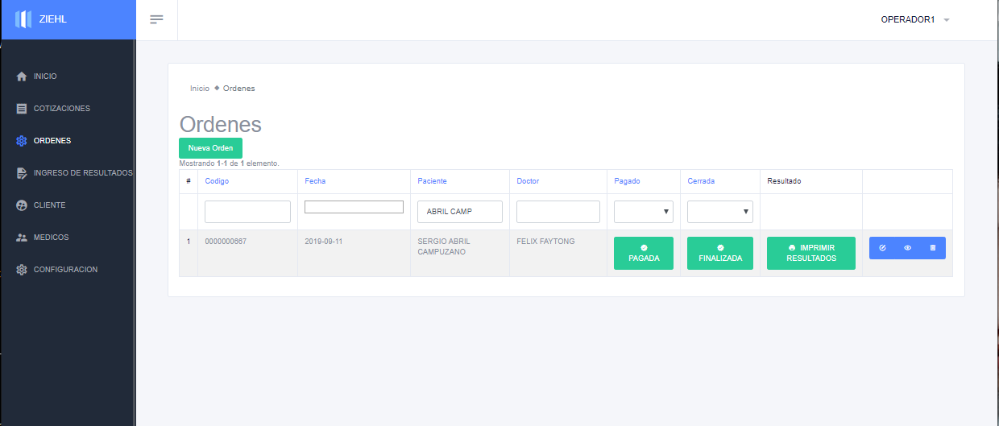 ZIEHL
OPERADOR1
INICIO
COTIZACIONES
ORDENES
INGRESO DE RESULTADOS
CLIENTE
MEDICOS
CONFIGURACION
Inicio Ordenes
Ordenes
Nueva Orden
Mostrando 1-1 de 1 elemento.
# Codigo Fecha Paciente Doctor Pagado Cerrada Resultado
ABRIL CAMP
1 0000000667 2019-09-11 SERGIO ABRIL CAMPUZANO FELIX FAYTONG PAGADA FINALIZADA IMPRIMIR RESULTADOS